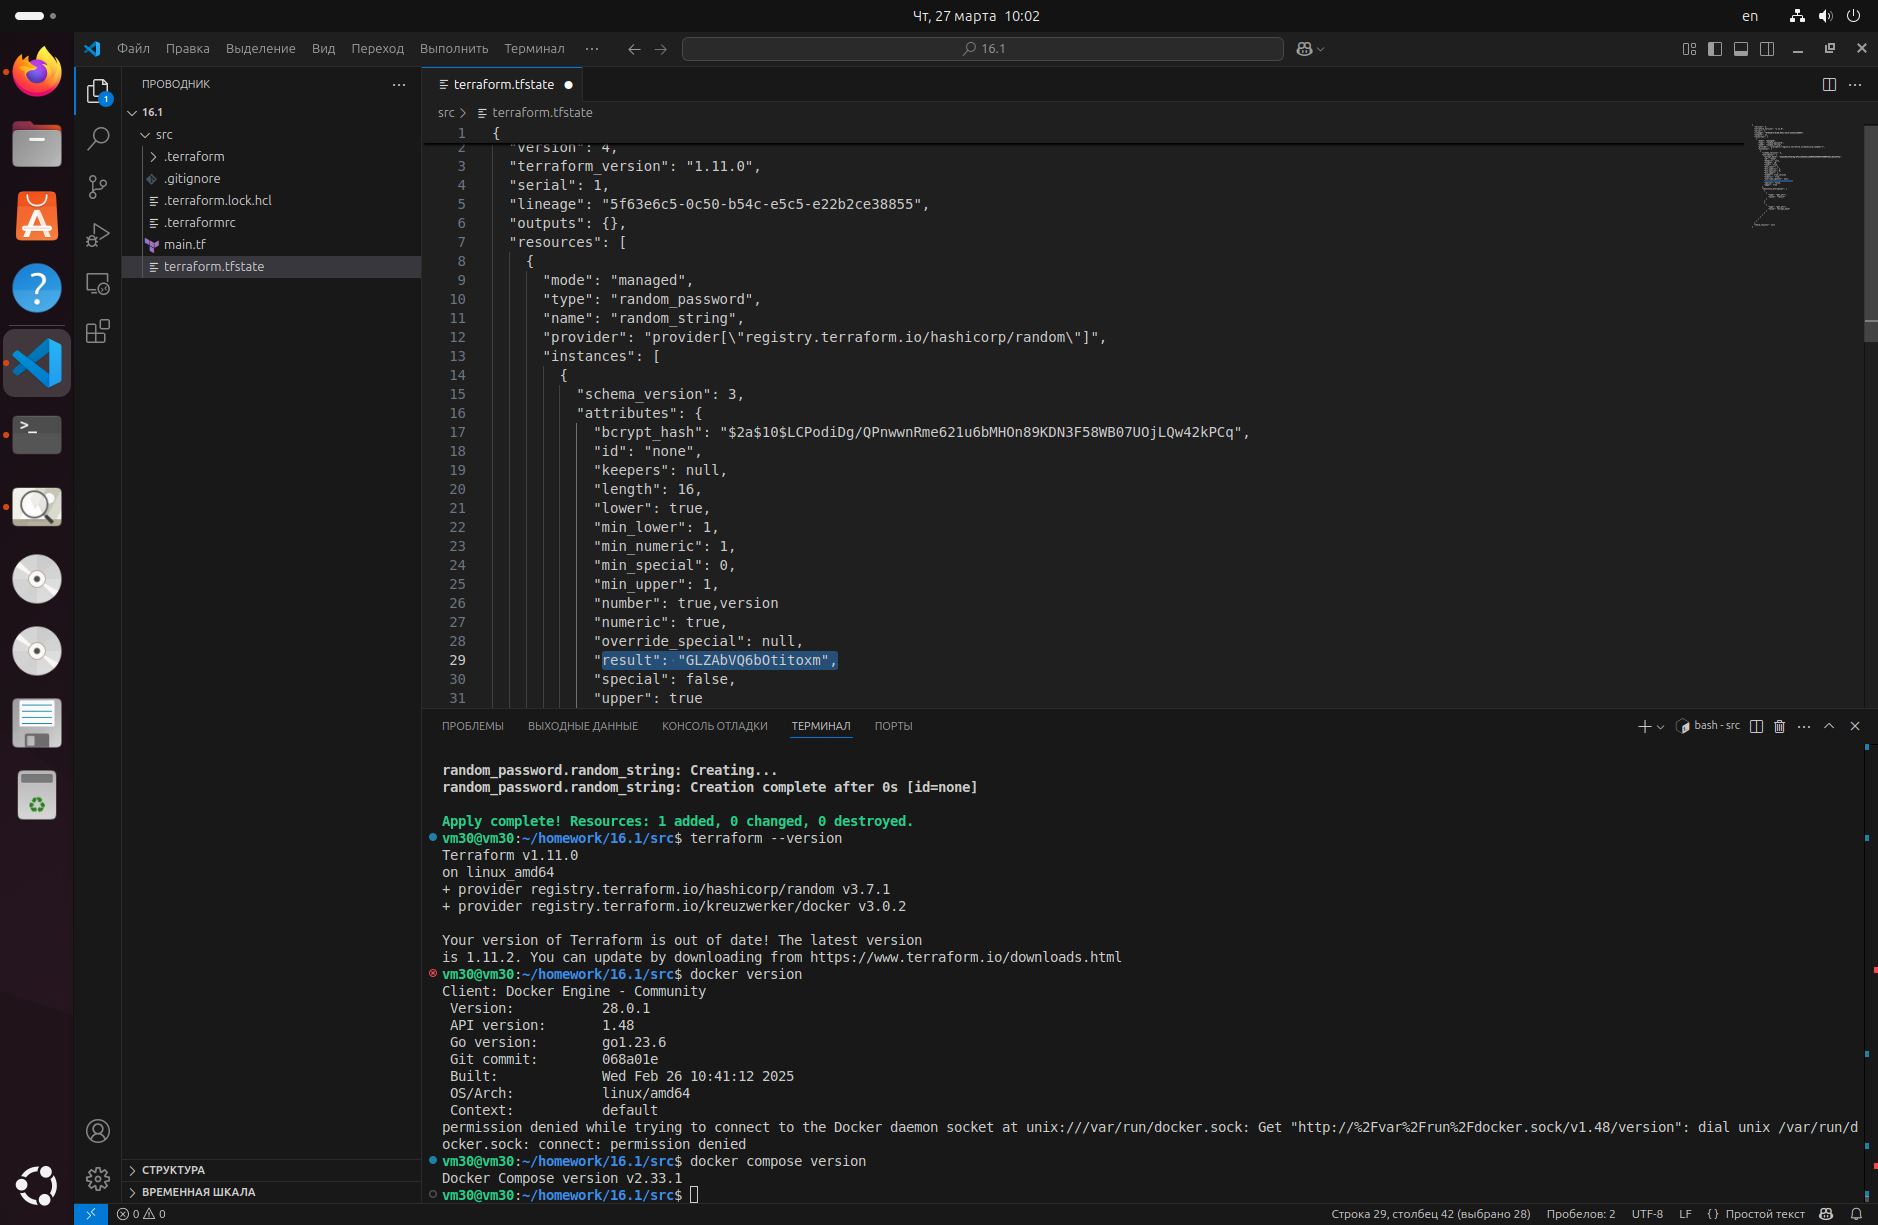 Чт, 27 марта 10:02
en
Файл Правка Выделение Вид Переход Выполнить Терминал ···
16.1
ПРОВОДНИК
16.1
src
.terraform
.gitignore
.terraform.lock.hcl
.terraformrc
main.tf
terraform.tfstate
СТРУКТУРА
ВРЕМЕННАЯ ШКАЛА
1
terraform.tfstate
src > terraform.tfstate
1 {
2 "version": 4,
3 "terraform_version": "1.11.0",
4 "serial": 1,
5 "lineage": "5f63e6c5-0c50-b54c-e5c5-e22b2ce38855",
6 "outputs": {},
7 "resources": [
8 {
9 "mode": "managed",
10 "type": "random_password",
11 "name": "random_string",
12 "provider": "provider[\"registry.terraform.io/hashicorp/random\"]",
13 "instances": [
14 {
15 "schema_version": 3,
16 "attributes": {
17 "bcrypt_hash": "$2a$10$LCPodiDg/QPnwwnRme621u6bMHOn89KDN3F58WB07UOjLQw42kPCq",
18 "id": "none",
19 "keepers": null,
20 "length": 16,
21 "lower": true,
22 "min_lower": 1,
23 "min_numeric": 1,
24 "min_special": 0,
25 "min_upper": 1,
26 "number": true,version
27 "numeric": true,
28 "override_special": null,
29 "result": "GLZAbVQ6bOtitoxm",
30 "special": false,
31 "upper": true
ПРОБЛЕМЫ ВЫХОДНЫЕ ДАННЫЕ КОНСОЛЬ ОТЛАДКИ ТЕРМИНАЛ ПОРТЫ
bash - src
random_password.random_string: Creating...
random_password.random_string: Creation complete after 0s [id=none]
Apply complete! Resources: 1 added, 0 changed, 0 destroyed.
vm30@vm30:~/homework/16.1/src$ terraform --version
Terraform v1.11.0
on linux_amd64
+ provider registry.terraform.io/hashicorp/random v3.7.1
+ provider registry.terraform.io/kreuzwerker/docker v3.0.2
Your version of Terraform is out of date! The latest version
is 1.11.2. You can update by downloading from https://www.terraform.io/downloads.html
vm30@vm30:~/homework/16.1/src$ docker version
Client: Docker Engine - Community
Version: 28.0.1
API version: 1.48
Go version: go1.23.6
Git commit: 068a01e
Built: Wed Feb 26 10:41:12 2025
OS/Arch: linux/amd64
Context: default
permission denied while trying to connect to the Docker daemon socket at unix:///var/run/docker.sock: Get "http://%2Fvar%2Frun%2Fdocker.sock/v1.48/version": dial unix /var/run/d
ocker.sock: connect: permission denied
vm30@vm30:~/homework/16.1/src$ docker compose version
Docker Compose version v2.33.1
vm30@vm30:~/homework/16.1/src$
0 0
Строка 29, столбец 42 (выбрано 28) Пробелов: 2 UTF-8 LF {} Простой текст